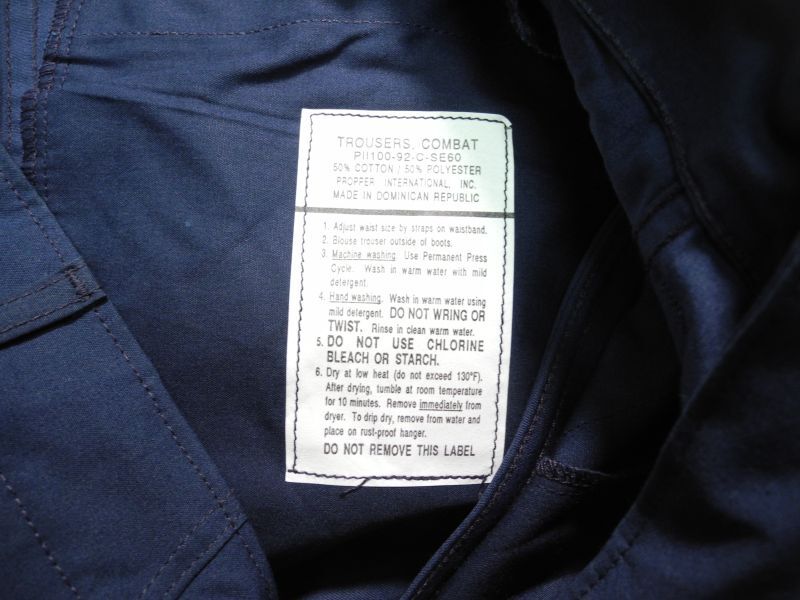 TROUSERS, COMBAT
PII100-92-C-SE60
50% COTTON / 50% POLYESTER
PROPPER INTERNATIONAL, INC.
MADE IN DOMINICAN REPUBLIC
1. Adjust waist size by straps on waistband.
2. Blouse trouser outside of boots.
3. Machine washing: Use Permanent Press
Cycle. Wash in warm water with mild
detergent.
4. Hand washing. Wash in warm water using
mild detergent. DO NOT WRING OR
TWIST. Rinse in clean warm water.
5. DO NOT USE CHLORINE
BLEACH OR STARCH.
6. Dry at low heat (do not exceed 130°F).
After drying, tumble at room temperature
for 10 minutes. Remove immediately from
dryer. To drip dry, remove from water and
place on rust-proof hanger.
DO NOT REMOVE THIS LABEL